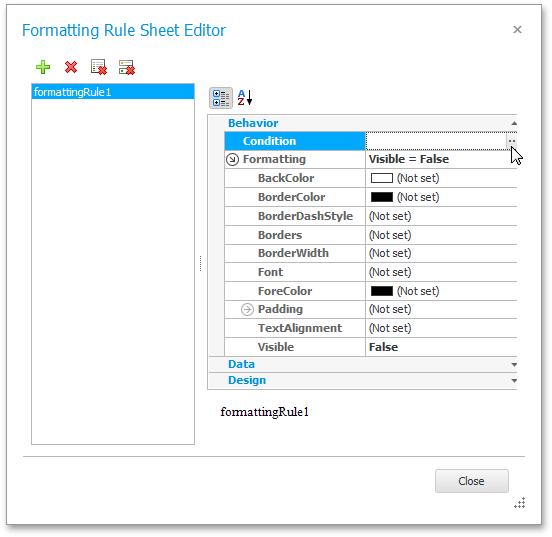 Formatting Rule Sheet Editor
formattingRule1
Behavior
Condition
Formatting Visible = False
BackColor (Not set)
BorderColor (Not set)
BorderDashStyle (Not set)
Borders (Not set)
BorderWidth (Not set)
Font (Not set)
ForeColor (Not set)
Padding (Not set)
TextAlignment (Not set)
Visible False
Data
Design
formattingRule1
Close